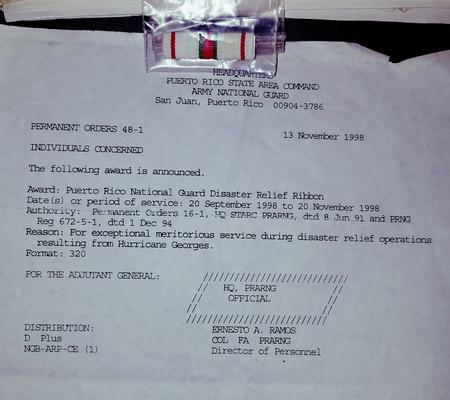 HEADQUARTERS
PUERTO RICO STATE AREA COMMAND
ARMY NATIONAL GUARD
San Juan, Puerto Rico 00904-3786
PERMANENT ORDERS 48-1
13 November 1998
INDIVIDUALS CONCERNED
The following award is announced.
Award: Puerto Rico National Guard Disaster Relief Ribbon
Date(s) or period of service: 20 September 1998 to 20 November 1998
Authority: Permanent Orders 16-1, HQ STARC PRARNG, dtd 8 Jun 91 and PRNG
Reg 672-5-1, dtd 1 Dec 94
Reason: For exceptional meritorious service during disaster relief operations
resulting from Hurricane Georges.
Format: 320
FOR THE ADJUTANT GENERAL:
////////////////////////////
// HQ, PRARNG //
// OFFICIAL //
// //
////////////////////////////
DISTRIBUTION:
D Plus
NGB-ARP-CE (1)
ERNESTO A. RAMOS
COL FA PRARNG
Director of Personnel